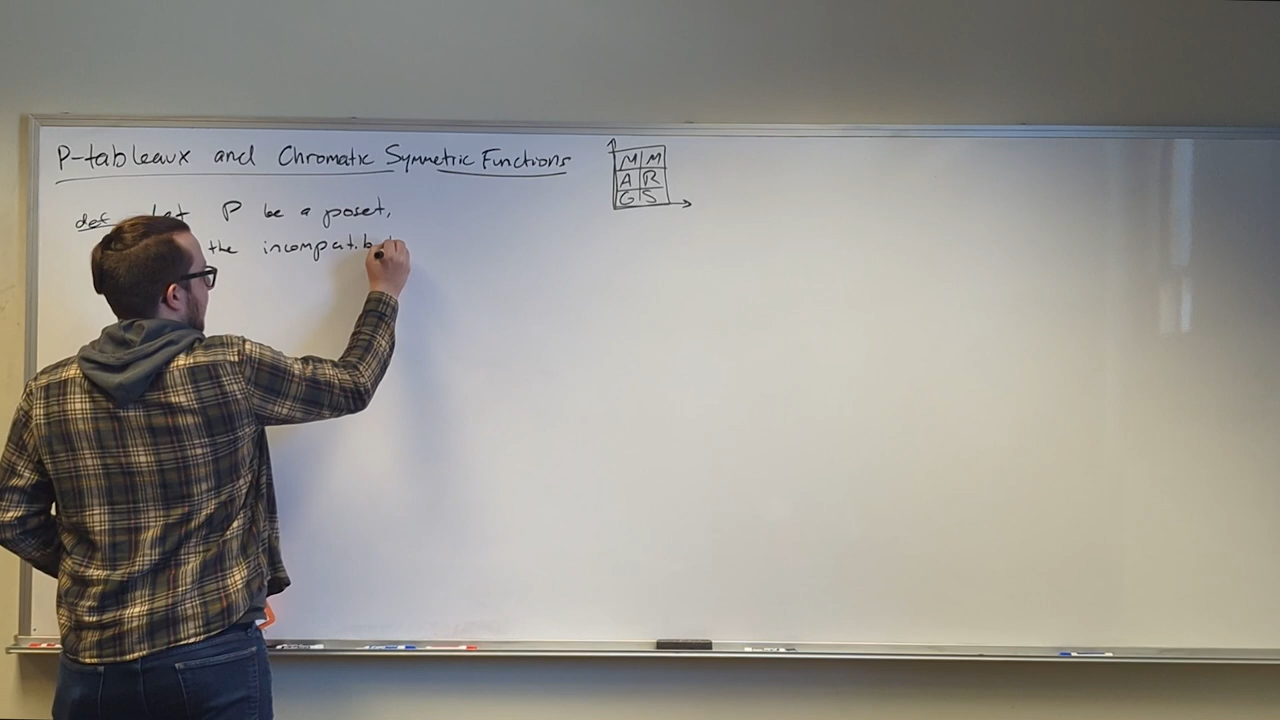 P-tableaux and Chromatic Symmetric Functions
M M
A R
G S
def Let P be a poset,
the incompatib